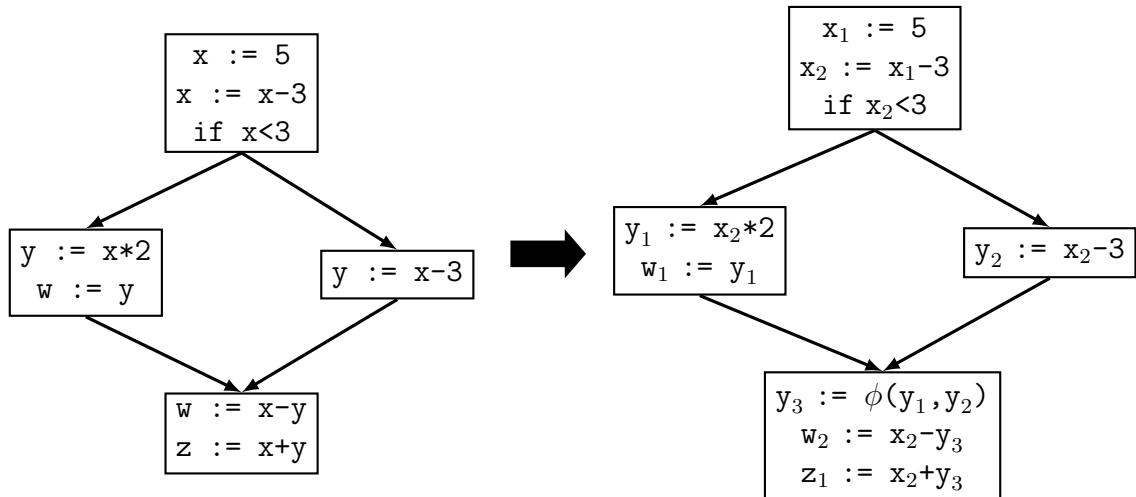 x := 5
x := x-3
if x<3
y := x*2
w := y
y := x-3
w := x-y
z := x+y
x₁ := 5
x₂ := x₁-3
if x₂<3
y₁ := x₂*2
w₁ := y₁
y₂ := x₂-3
y₃ := ϕ(y₁,y₂)
w₂ := x₂-y₃
z₁ := x₂+y₃